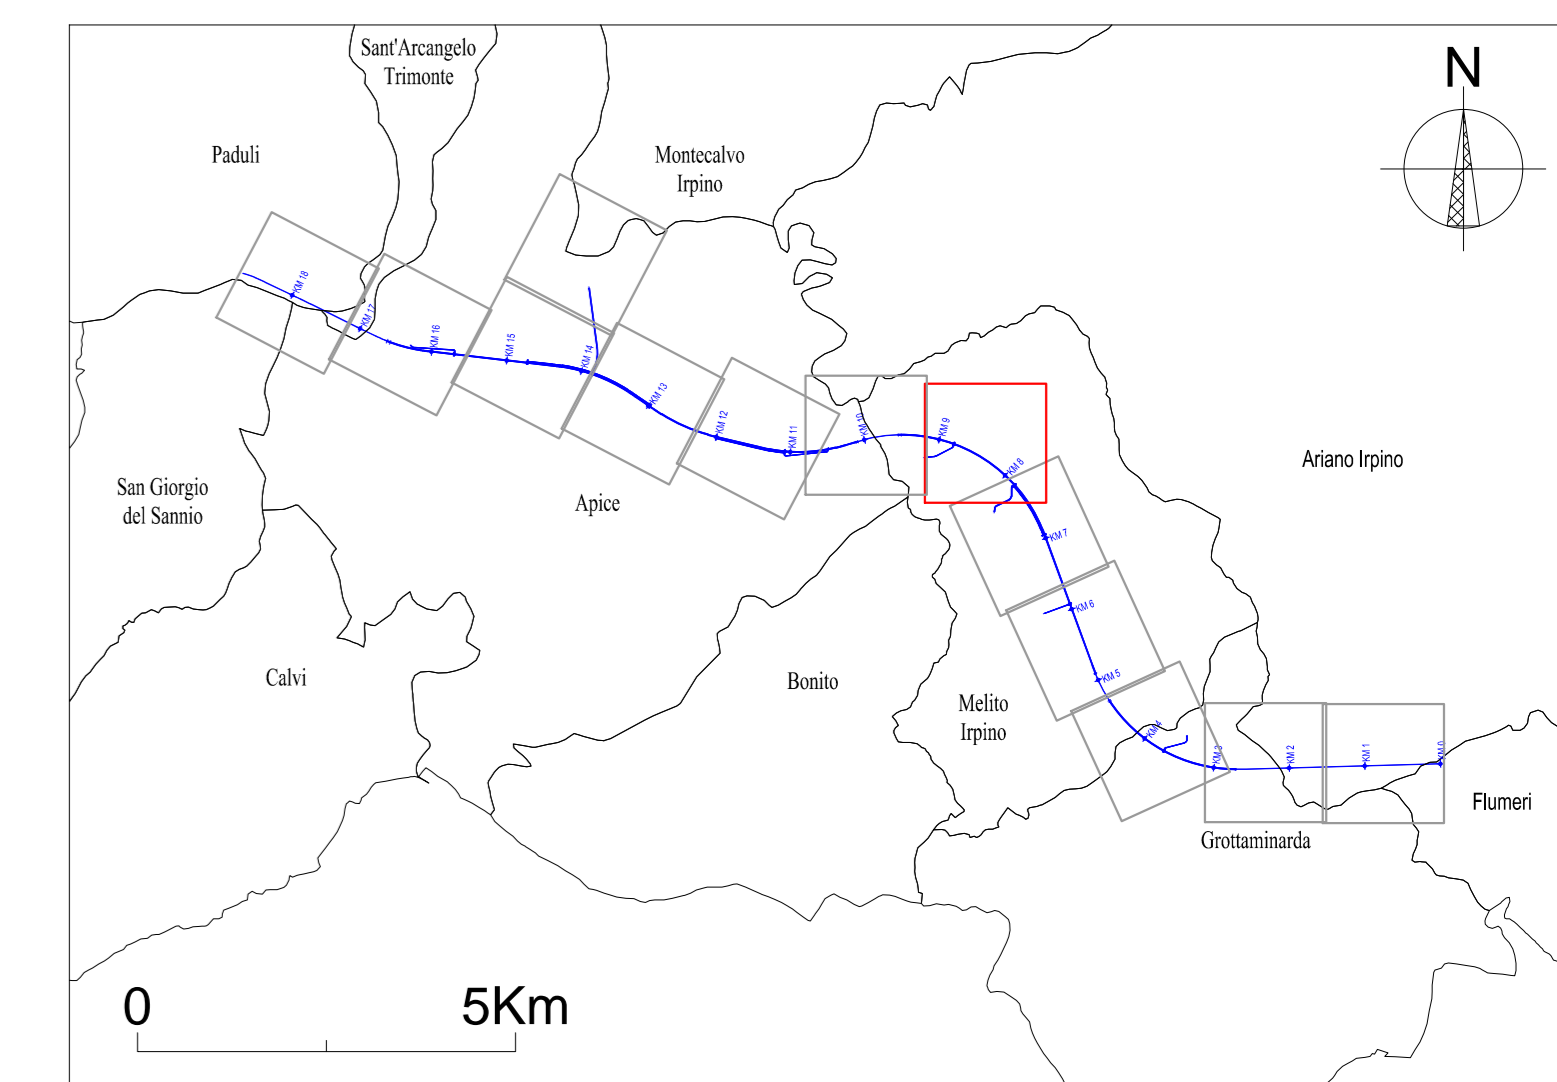 Sant'Arcangelo
Trimonte
N
Paduli
Montecalvo
Irpino
KM 18
KM 17
KM 16
KM 15
KM 14
KM 13
KM 12
KM 11
KM 10
KM 9
KM 8
KM 7
KM 6
KM 5
KM 4
KM 3
KM 2
KM 1
KM 0
Ariano Irpino
San Giorgio
del Sannio
Apice
Calvi
Bonito
Melito
Irpino
Flumeri
Grottaminarda
0
5Km